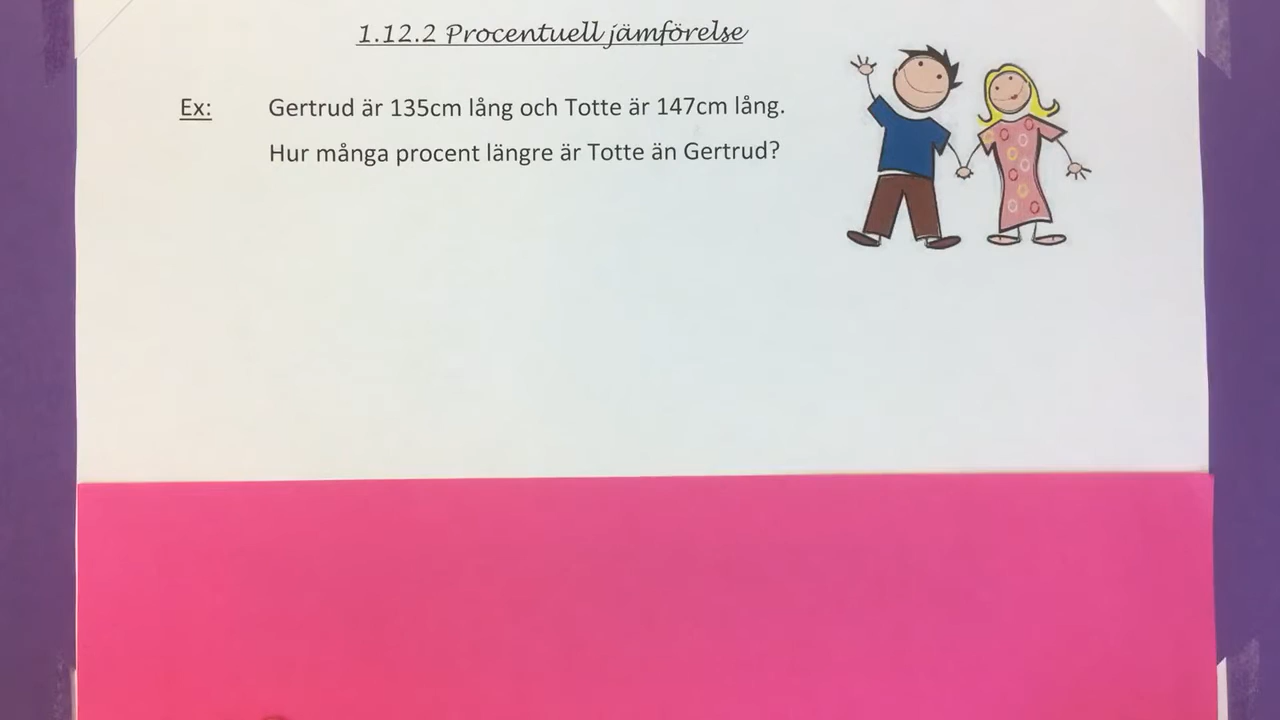 1.12.2 Procentuell jämförelse
Ex: Gertrud är 135cm lång och Totte är 147cm lång.
Hur många procent längre är Totte än Gertrud?